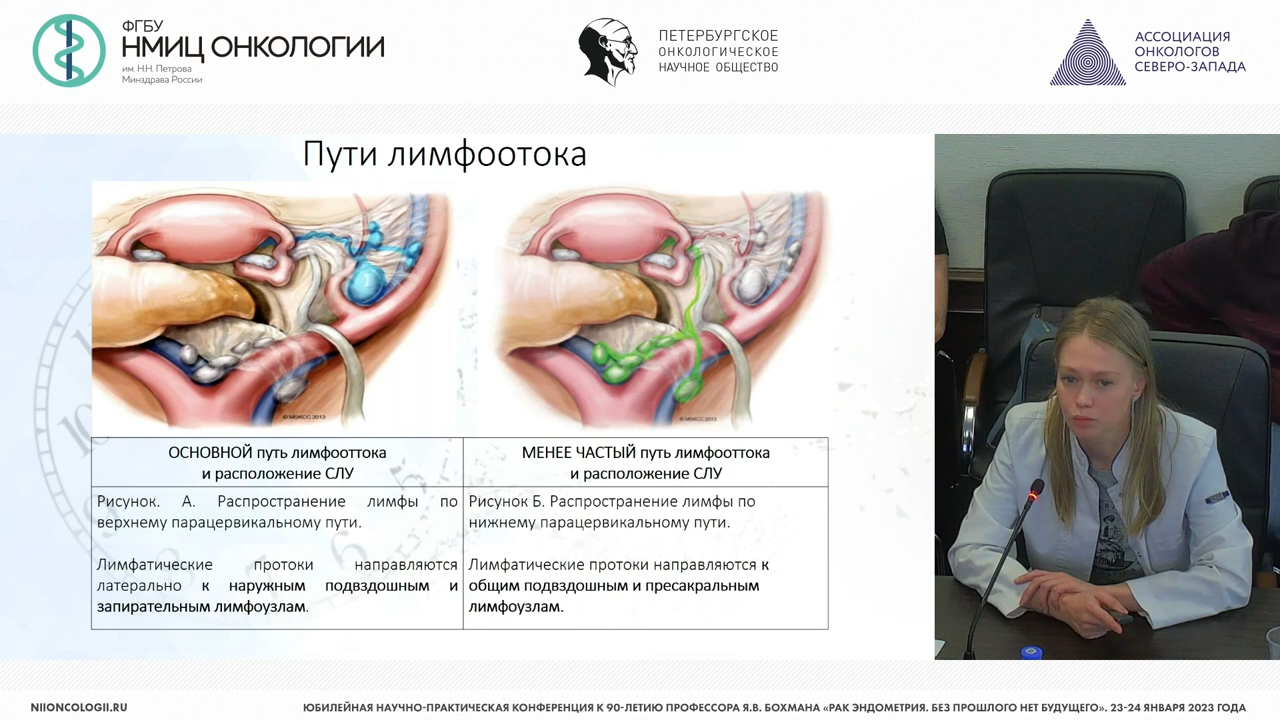 ФГБУ
НМИЦ ОНКОЛОГИИ
им. Н.Н. Петрова
Минздрава России
ПЕТЕРБУРГСКОЕ
ОНКОЛОГИЧЕСКОЕ
НАУЧНОЕ ОБЩЕСТВО
АССОЦИАЦИЯ
ОНКОЛОГОВ
СЕВЕРО-ЗАПАДА
Пути лимфоотока
© MSKCC 2013
© MSKCC 2013
ОСНОВНОЙ путь лимфооттока
и расположение СЛУ
МЕНЕЕ ЧАСТЫЙ путь лимфооттока
и расположение СЛУ
Рисунок. А. Распространение лимфы по
верхнему парацервикальному пути.
Лимфатические протоки направляются
латерально к наружным подвздошным и
запирательным лимфоузлам.
Рисунок Б. Распространение лимфы по
нижнему парацервикальному пути.
Лимфатические протоки направляются к
общим подвздошным и пресакральным
лимфоузлам.
NIIONCOLOGII.RU
ЮБИЛЕЙНАЯ НАУЧНО-ПРАКТИЧЕСКАЯ КОНФЕРЕНЦИЯ К 90-ЛЕТИЮ ПРОФЕССОРА Я.В. БОХМАНА «РАК ЭНДОМЕТРИЯ. БЕЗ ПРОШЛОГО НЕТ БУДУЩЕГО». 23-24 ЯНВАРЯ 2023 ГОДА